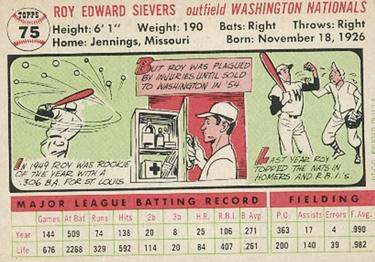 TOPPS
75
ROY EDWARD SIEVERS outfield WASHINGTON NATIONALS
Height: 6' 1" Weight: 190 Bats: Right Throws: Right
Home: Jennings, Missouri Born: November 18, 1926
IN 1949 ROY WAS ROOKIE
OF THE YEAR WITH A
.306 B.A. FOR ST. LOUIS
BUT ROY WAS PLAGUED
BY INJURIES UNTIL SOLD
TO WASHINGTON IN '54.
LAST YEAR ROY
TOPPED THE NATS IN
HOMERS AND R.B.I.'S.
MAJOR LEAGUE BATTING RECORD FIELDING
Games At Bat Runs Hits 2b 3b H.R. R.B.I. B. Avg. P.O. Assists Errors F. Avg.
Year 144 509 74 138 20 8 25 106 .271 363 17 4 .990
Life 676 2268 329 592 114 20 84 361 .261 200 140 39 .982